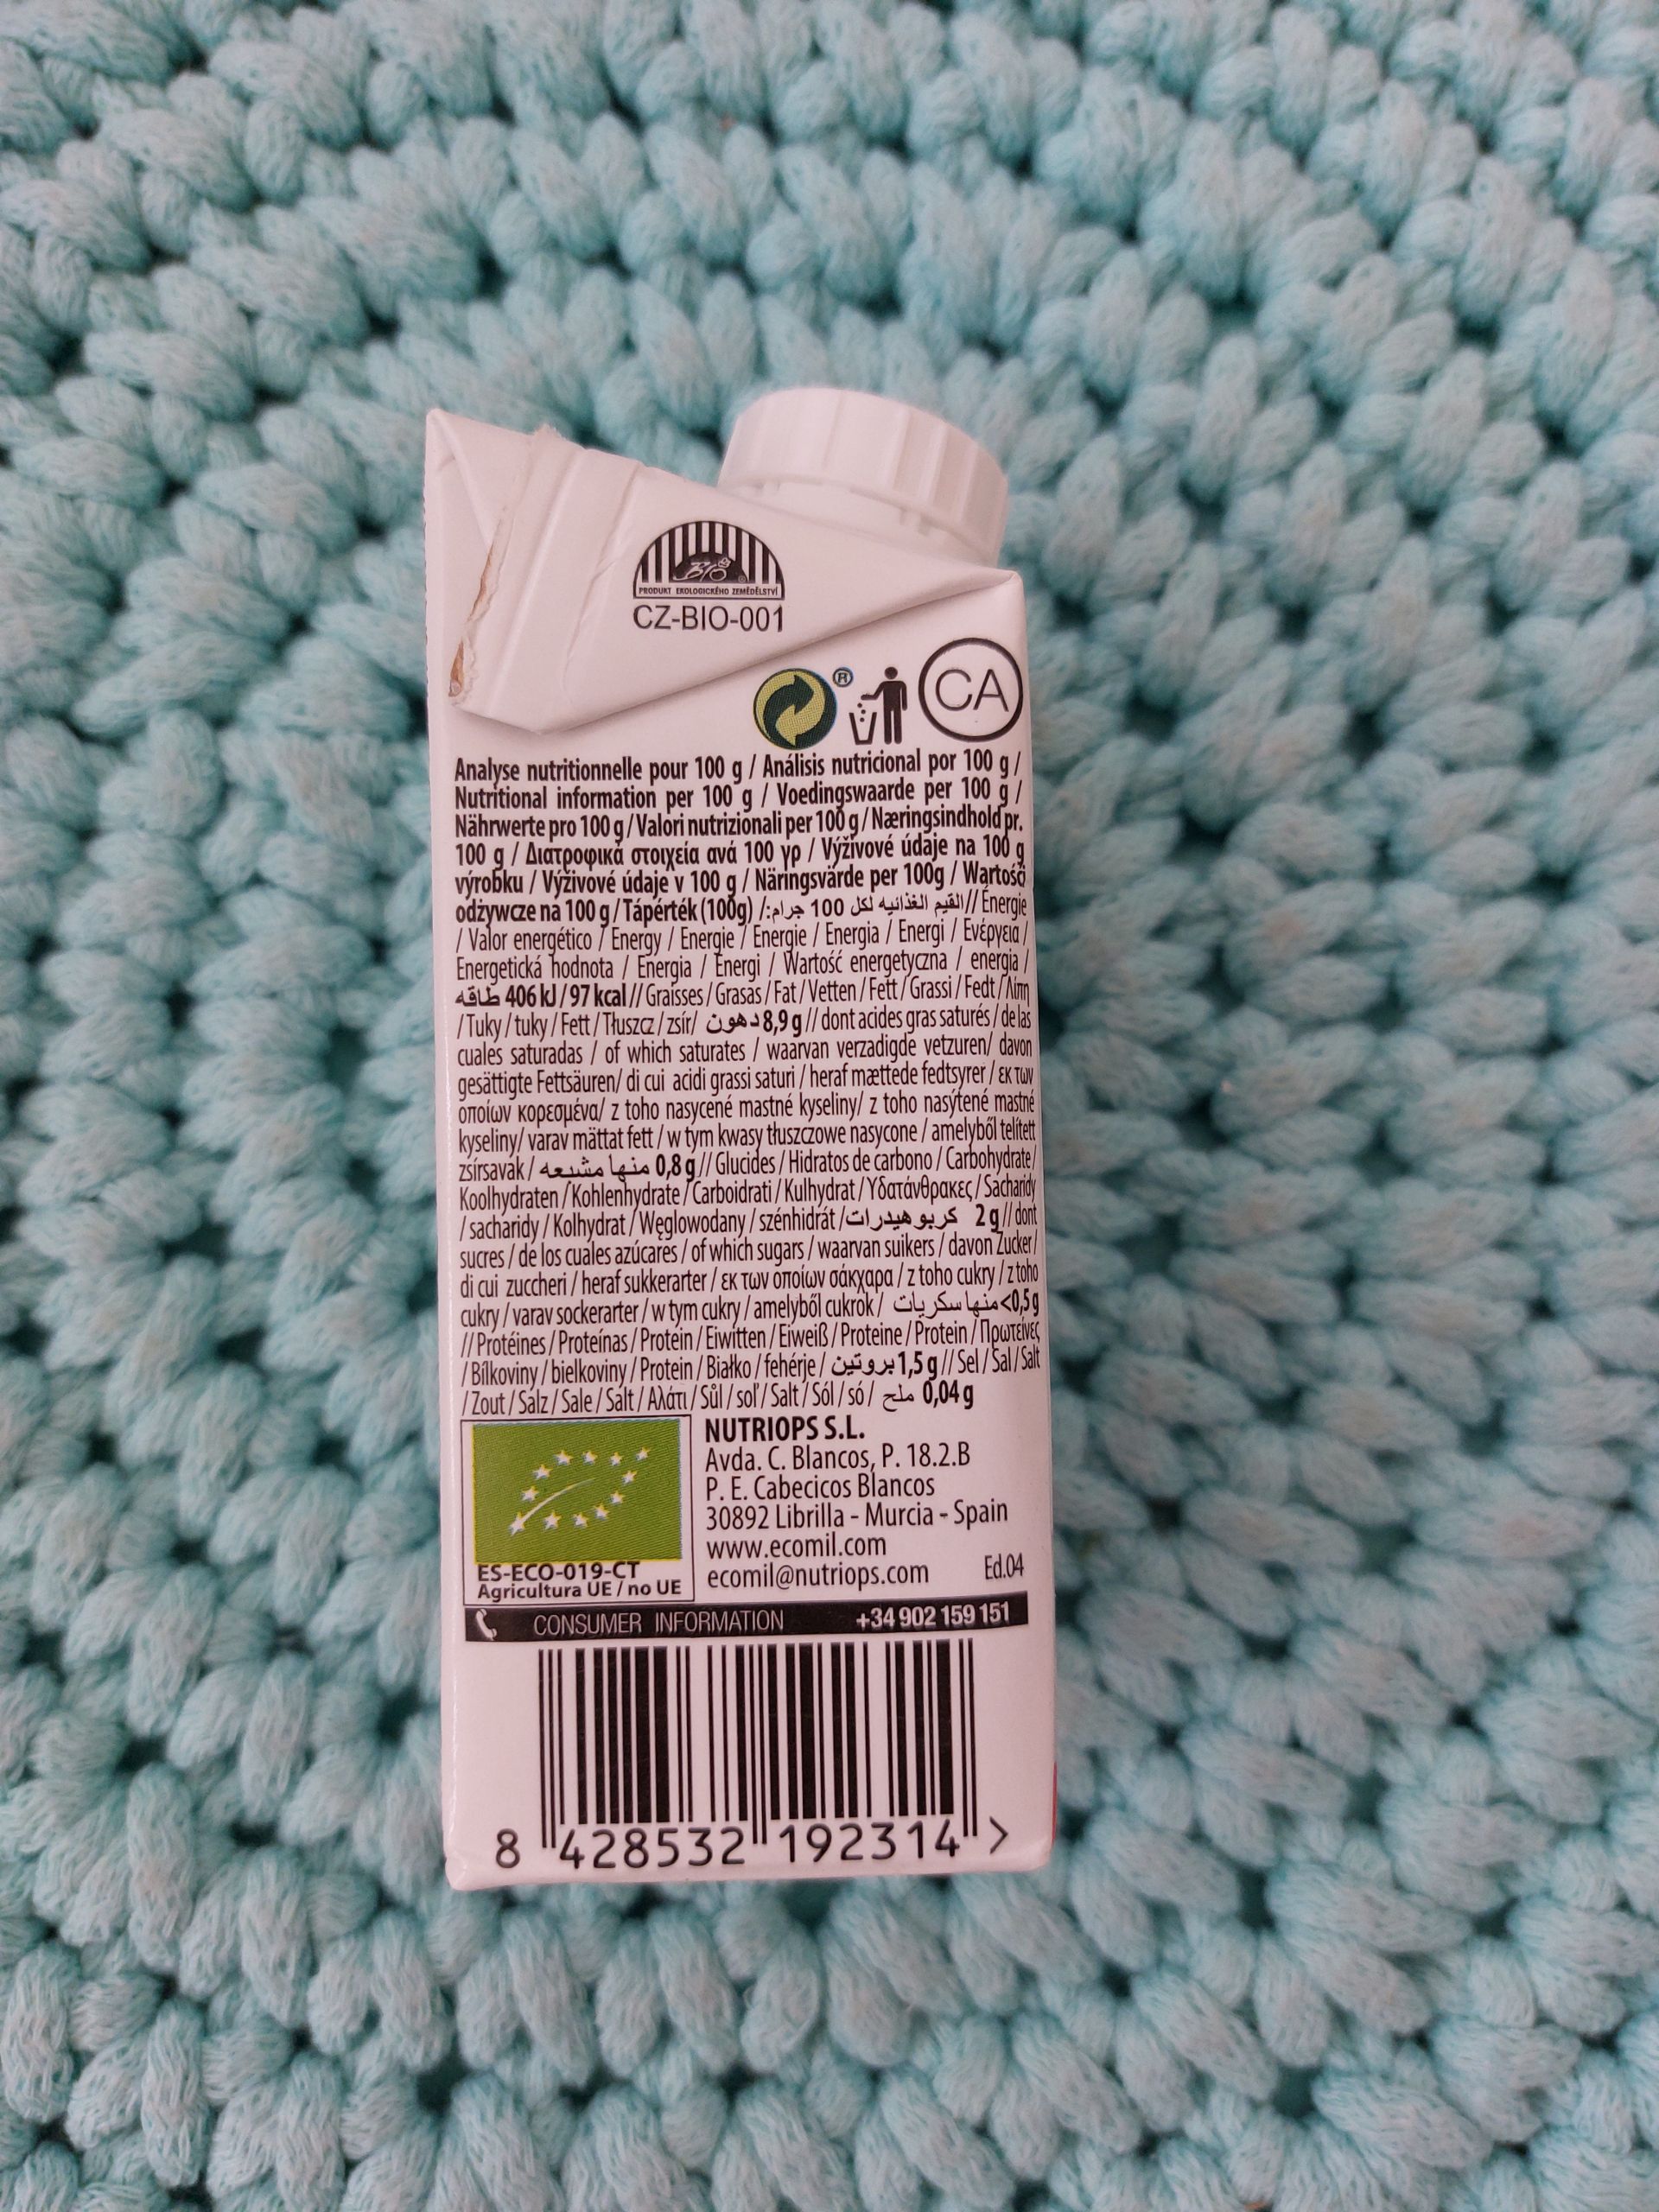 BIO
®
PRODUKT EKOLOGICKÉHO ZEMĚDĚLSTVÍ
CZ-BIO-001
® CA
Analyse nutritionnelle pour 100 g / Análisis nutricional por 100 g /
Nutritional information per 100 g / Voedingswaarde per 100 g /
Nährwerte pro 100 g / Valori nutrizionali per 100 g / Næringsindhold pr.
100 g / Διατροφικά στοιχεία ανά 100 γρ / Výživové údaje na 100 g
výrobku / Výživové údaje v 100 g / Näringsvärde per 100g / Wartość
odżywcze na 100 g / Tápérték (100g) /القيم الغذائيه لكل 100 جرام:// Énergie
/ Valor energético / Energy / Energie / Energie / Energia / Energi / Ενέργεια /
Energetická hodnota / Energia / Energi / Wartość energetyczna / energia /
طاقه 406 kJ / 97 kcal // Graisses / Grasas / Fat / Vetten / Fett / Grassi / Fedt / Λίπη
/ Tuky / tuky / Fett / Tłuszcz / zsír/ دهون 8,9 g // dont acides gras saturés / de las
cuales saturadas / of which saturates / waarvan verzadigde vetzuren/ davon
gesättigte Fettsäuren/ di cui acidi grassi saturi / heraf mættede fedtsyrer / εκ των
οποίων κορεσμένα/ z toho nasycené mastné kyseliny/ z toho nasýtené mastné
kyseliny/ varav mättat fett / w tym kwasy tłuszczowe nasycone / amelyből telített
zsírsavak / منها مشبعه 0,8 g // Glucides / Hidratos de carbono / Carbohydrate/
Koolhydraten / Kohlenhydrate / Carboidrati / Kulhydrat / Υδατάνθρακες / Sacharidy
/ sacharidy / Kolhydrat / Węglowodany / szénhidrát /كربوهيدرات 2 g // dont
sucres / de los cuales azúcares / of which sugars / waarvan suikers / davon Zucker /
di cui zuccheri / heraf sukkerarter / εκ των οποίων σάκχαρα / z toho cukry / z toho
cukry / varav sockerarter / w tym cukry / amelyből cukrok / منها سكريات <0,5 g
// Protéines / Proteínas / Protein / Eiwitten / Eiweiß / Proteine / Protein / Πρωτείνες
/ Bílkoviny / bielkoviny / Protein / Białko / fehérje / بروتين 1,5 g // Sel / Sal / Salt
/ Zout / Salz / Sale / Salt / Αλάτι / Sůl / soľ / Salt / Sól / só / ملح 0,04 g
NUTRIOPS S.L.
Avda. C. Blancos, P. 18.2.B
P. E. Cabecicos Blancos
30892 Librilla - Murcia - Spain
www.ecomil.com
ecomil@nutriops.com Ed.04
ES-ECO-019-CT
Agricultura UE / no UE
CONSUMER INFORMATION +34 902 159 151
8 428532 192314 >